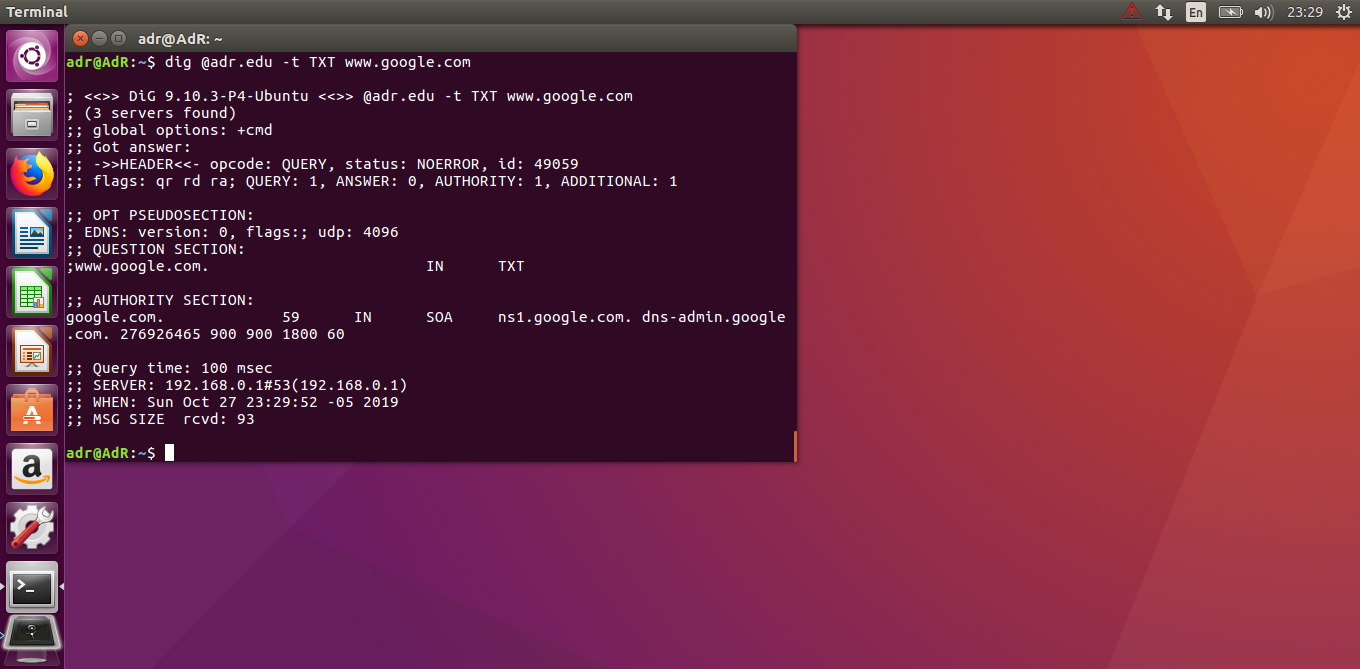 Terminal
En
23:29
adr@AdR: ~
adr@AdR:~$ dig @adr.edu -t TXT www.google.com
; <<>> DiG 9.10.3-P4-Ubuntu <<>> @adr.edu -t TXT www.google.com
; (3 servers found)
;; global options: +cmd
;; Got answer:
;; ->>HEADER<<- opcode: QUERY, status: NOERROR, id: 49059
;; flags: qr rd ra; QUERY: 1, ANSWER: 0, AUTHORITY: 1, ADDITIONAL: 1
;; OPT PSEUDOSECTION:
; EDNS: version: 0, flags:; udp: 4096
;; QUESTION SECTION:
;www.google.com. IN TXT
;; AUTHORITY SECTION:
google.com. 59 IN SOA ns1.google.com. dns-admin.google
.com. 276926465 900 900 1800 60
;; Query time: 100 msec
;; SERVER: 192.168.0.1#53(192.168.0.1)
;; WHEN: Sun Oct 27 23:29:52 -05 2019
;; MSG SIZE rcvd: 93
adr@AdR:~$